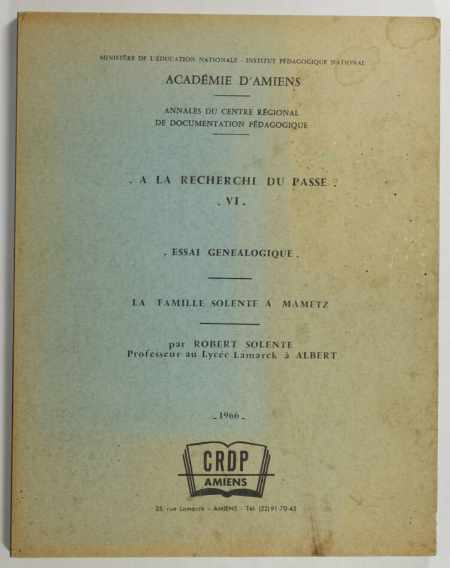 MINISTÈRE DE L'ÉDUCATION NATIONALE - INSTITUT PÉDAGOGIQUE NATIONAL
ACADÉMIE D'AMIENS
ANNALES DU CENTRE RÉGIONAL
DE DOCUMENTATION PÉDAGOGIQUE
- A LA RECHERCHE DU PASSE -
- VI -
- ESSAI GENEALOGIQUE -
LA FAMILLE SOLENTE A MAMETZ
par ROBERT SOLENTE
Professeur au Lycée Lamarck à ALBERT
- 1966 -
CRDP
AMIENS
35, rue Lamarck - AMIENS - Tél. (22) 91-70-45